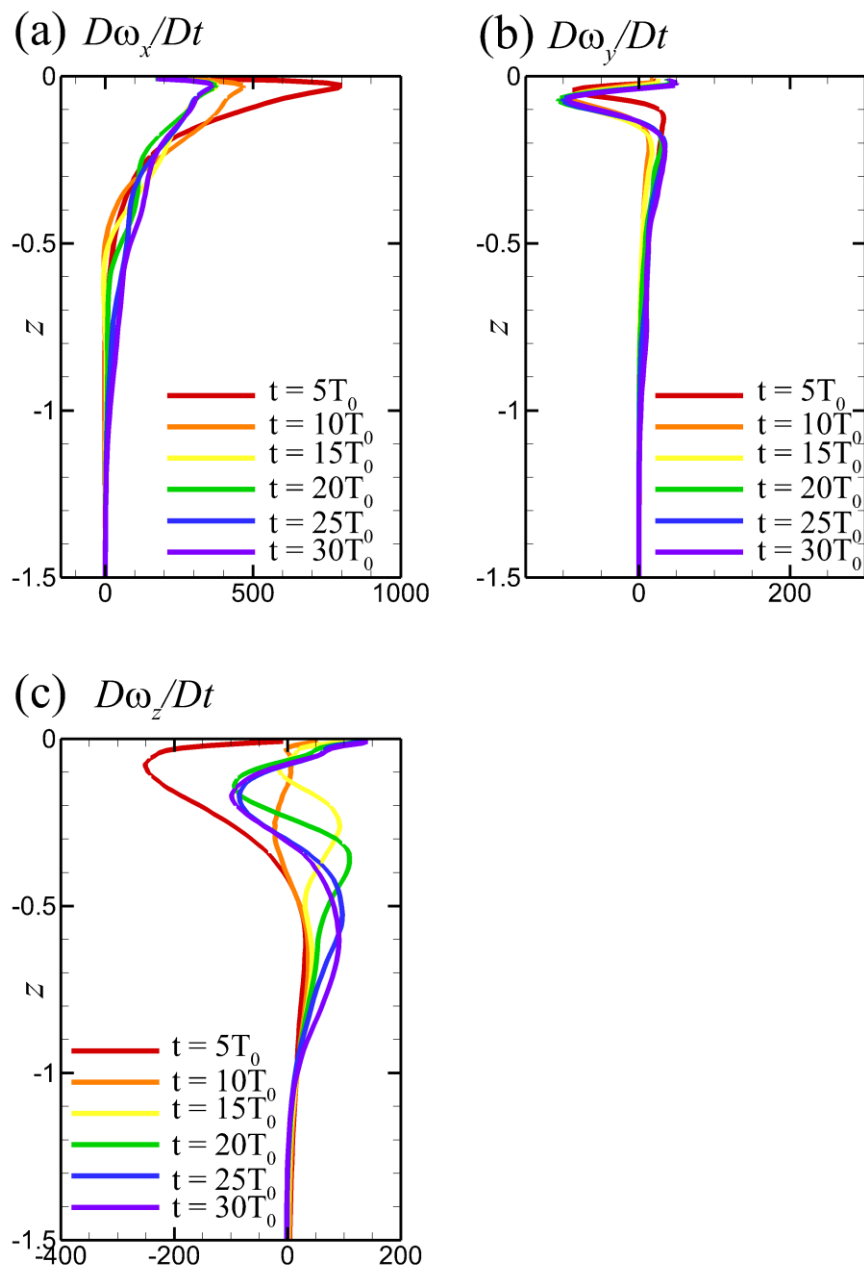 (a) Dωx/Dt
0
-0.5
z
-1
-1.5
0 500 1000
t = 5T0
t = 10T0
t = 15T0
t = 20T0
t = 25T0
t = 30T0
(b) Dωy/Dt
0
-0.5
z
-1
-1.5
0 200
t = 5T0
t = 10T0
t = 15T0
t = 20T0
t = 25T0
t = 30T0
(c) Dωz/Dt
0
-0.5
z
-1
-1.5
-400 -200 0 200
t = 5T0
t = 10T0
t = 15T0
t = 20T0
t = 25T0
t = 30T0